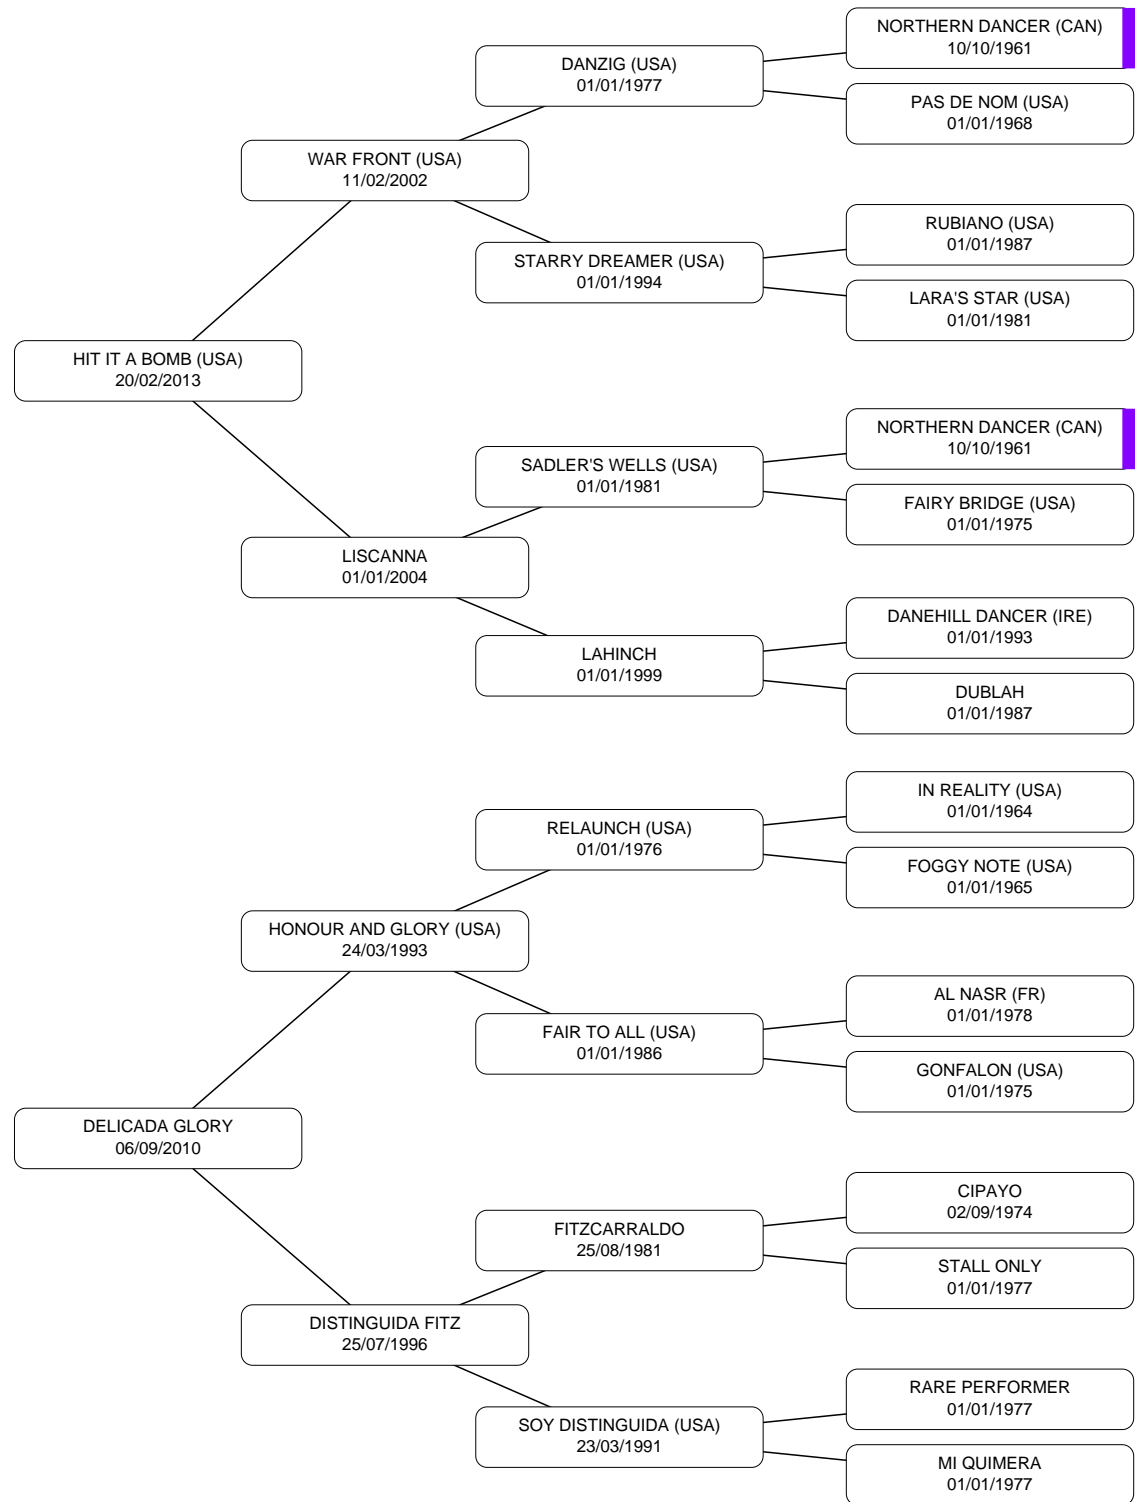 NORTHERN DANCER (CAN)
10/10/1961
DANZIG (USA)
01/01/1977
PAS DE NOM (USA)
01/01/1968
WAR FRONT (USA)
11/02/2002
RUBIANO (USA)
01/01/1987
STARRY DREAMER (USA)
01/01/1994
LARA'S STAR (USA)
01/01/1981
HIT IT A BOMB (USA)
20/02/2013
NORTHERN DANCER (CAN)
10/10/1961
SADLER'S WELLS (USA)
01/01/1981
FAIRY BRIDGE (USA)
01/01/1975
LISCANNA
01/01/2004
DANEHILL DANCER (IRE)
01/01/1993
LAHINCH
01/01/1999
DUBLAH
01/01/1987
IN REALITY (USA)
01/01/1964
RELAUNCH (USA)
01/01/1976
FOGGY NOTE (USA)
01/01/1965
HONOUR AND GLORY (USA)
24/03/1993
AL NASR (FR)
01/01/1978
FAIR TO ALL (USA)
01/01/1986
GONFALON (USA)
01/01/1975
DELICADA GLORY
06/09/2010
CIPAYO
02/09/1974
FITZCARRALDO
25/08/1981
STALL ONLY
01/01/1977
DISTINGUIDA FITZ
25/07/1996
RARE PERFORMER
01/01/1977
SOY DISTINGUIDA (USA)
23/03/1991
MI QUIMERA
01/01/1977